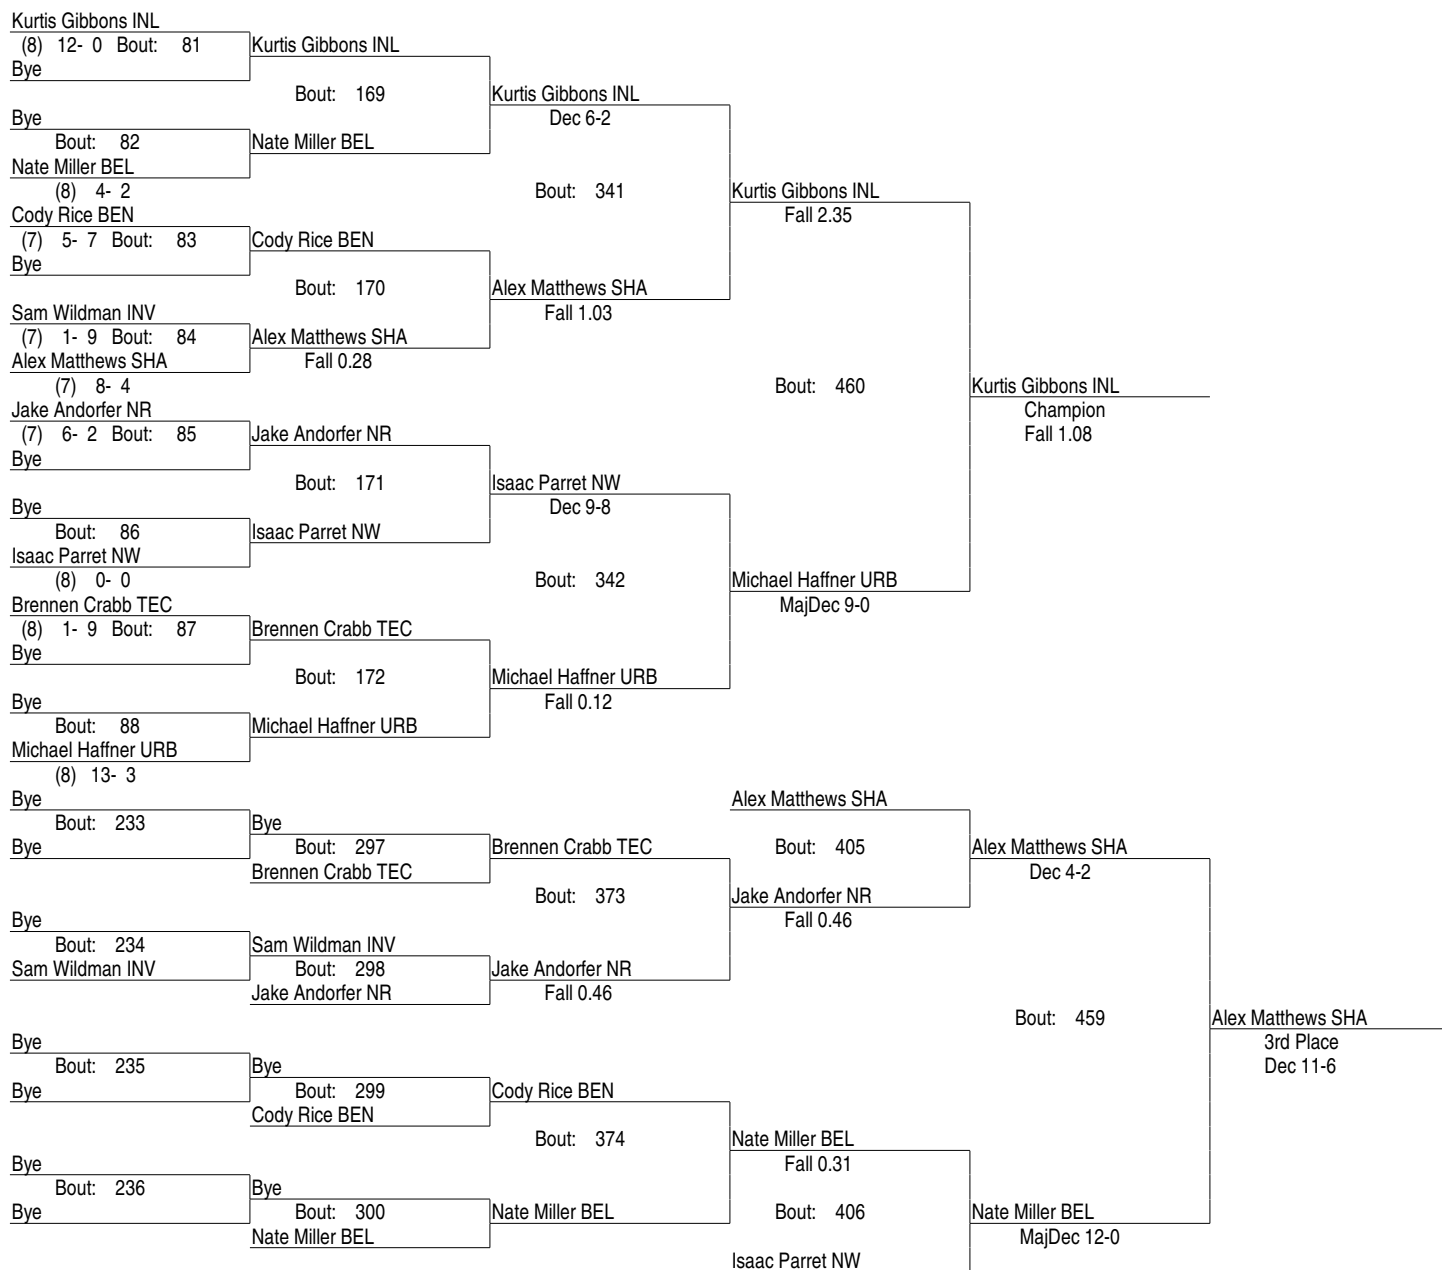 Kurtis Gibbons INL
(8) 12- 0 Bout: 81 Kurtis Gibbons INL
Bye
Bout: 169 Kurtis Gibbons INL
Bye Dec 6-2
Bout: 82 Nate Miller BEL
Nate Miller BEL
(8) 4- 2 Bout: 341 Kurtis Gibbons INL
Cody Rice BEN Fall 2.35
(7) 5- 7 Bout: 83 Cody Rice BEN
Bye
Bout: 170 Alex Matthews SHA
Sam Wildman INV Fall 1.03
(7) 1- 9 Bout: 84 Alex Matthews SHA
Alex Matthews SHA Fall 0.28
(7) 8- 4 Bout: 460 Kurtis Gibbons INL
Jake Andorfer NR Champion
(7) 6- 2 Bout: 85 Jake Andorfer NR Fall 1.08
Bye
Bout: 171 Isaac Parret NW
Bye Dec 9-8
Bout: 86 Isaac Parret NW
Isaac Parret NW
(8) 0- 0 Bout: 342 Michael Haffner URB
Brennen Crabb TEC MajDec 9-0
(8) 1- 9 Bout: 87 Brennen Crabb TEC
Bye
Bout: 172 Michael Haffner URB
Bye Fall 0.12
Bout: 88 Michael Haffner URB
Michael Haffner URB
(8) 13- 3
Bye Alex Matthews SHA
Bout: 233 Bye
Bye Bout: 297 Brennen Crabb TEC Bout: 405 Alex Matthews SHA
Brennen Crabb TEC Dec 4-2
Bout: 373 Jake Andorfer NR
Bye Fall 0.46
Bout: 234 Sam Wildman INV
Sam Wildman INV Bout: 298 Jake Andorfer NR
Jake Andorfer NR Fall 0.46
Bout: 459 Alex Matthews SHA
Bye 3rd Place
Bout: 235 Bye Dec 11-6
Bye Bout: 299 Cody Rice BEN
Cody Rice BEN
Bout: 374 Nate Miller BEL
Bye Fall 0.31
Bout: 236 Bye
Bye Bout: 300 Nate Miller BEL Bout: 406 Nate Miller BEL
Nate Miller BEL MajDec 12-0
Isaac Parret NW